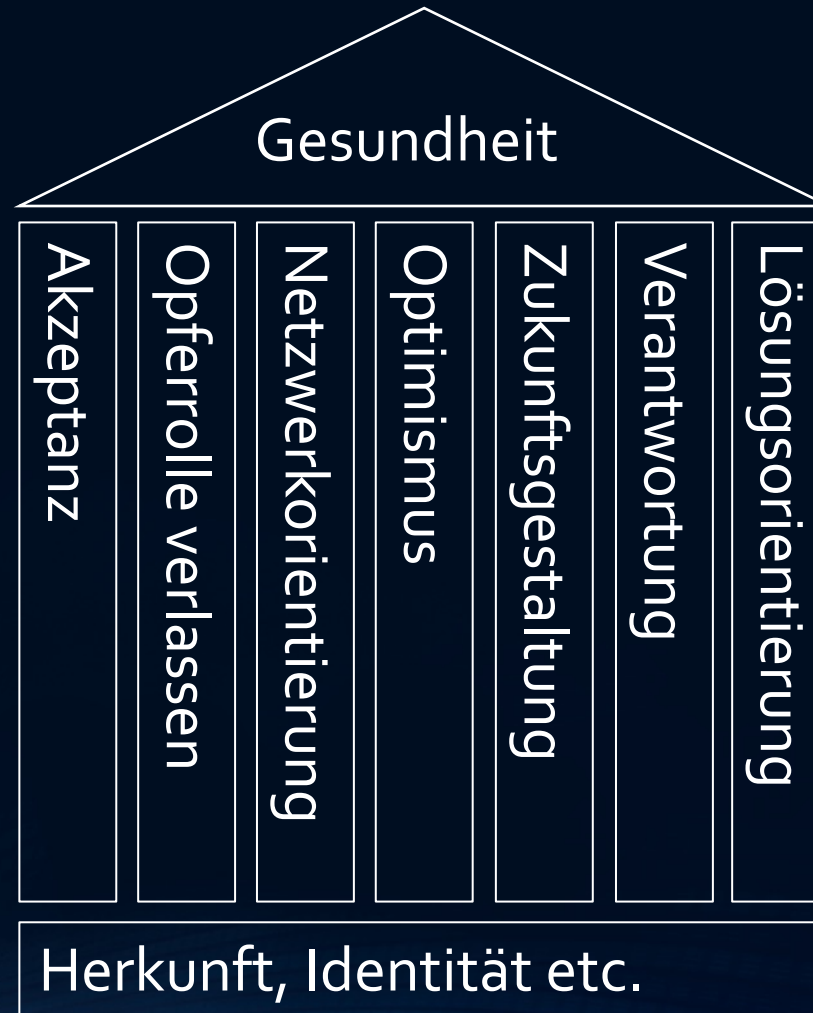 Gesundheit
Akzeptanz
Opferrolle verlassen
Netzwerkorientierung
Optimismus
Zukunftsgestaltung
Verantwortung
Lösungsorientierung
Herkunft, Identität etc.